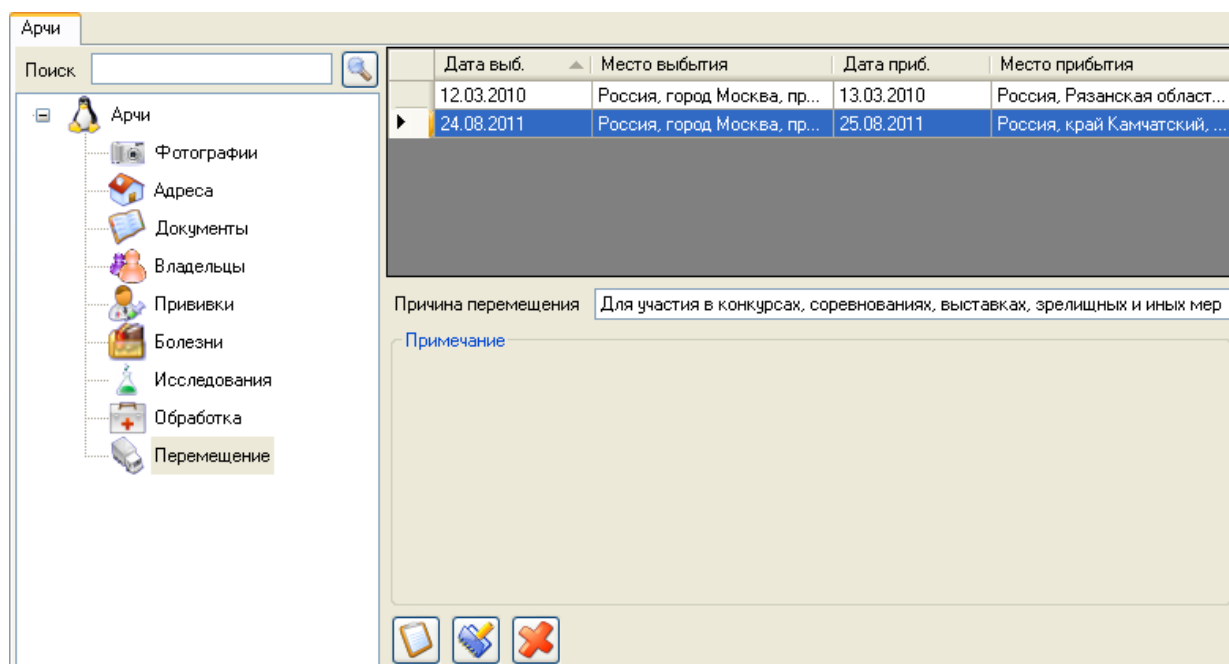 Арчи
Поиск
Арчи
Фотографии
Адреса
Документы
Владельцы
Прививки
Болезни
Исследования
Обработка
Перемещение
Дата выб. Место выбытия Дата приб. Место прибытия
12.03.2010 Россия, город Москва, пр... 13.03.2010 Россия, Рязанская област...
24.08.2011 Россия, город Москва, пр... 25.08.2011 Россия, край Камчатский, ...
Причина перемещения Для участия в конкурсах, соревнованиях, выставках, зрелищных и иных мер
Примечание